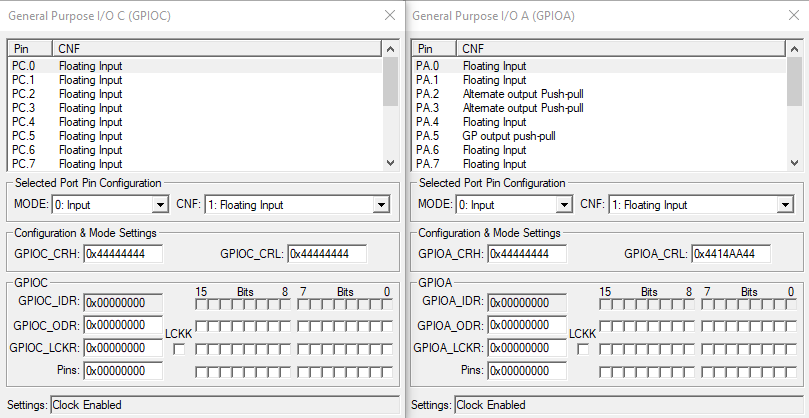 General Purpose I/O C (GPIOC)
Pin CNF
PC.0 Floating Input
PC.1 Floating Input
PC.2 Floating Input
PC.3 Floating Input
PC.4 Floating Input
PC.5 Floating Input
PC.6 Floating Input
PC.7 Floating Input
Selected Port Pin Configuration
MODE: 0: Input CNF: 1: Floating Input
Configuration & Mode Settings
GPIOC_CRH: 0x44444444 GPIOC_CRL: 0x44444444
GPIOC
15 Bits 8 7 Bits 0
GPIOC_IDR: 0x00000000
GPIOC_ODR: 0x00000000
LCKK
GPIOC_LCKR: 0x00000000
Pins: 0x00000000
Settings: Clock Enabled
General Purpose I/O A (GPIOA)
Pin CNF
PA.0 Floating Input
PA.1 Floating Input
PA.2 Alternate output Push-pull
PA.3 Alternate output Push-pull
PA.4 Floating Input
PA.5 GP output push-pull
PA.6 Floating Input
PA.7 Floating Input
Selected Port Pin Configuration
MODE: 0: Input CNF: 1: Floating Input
Configuration & Mode Settings
GPIOA_CRH: 0x44444444 GPIOA_CRL: 0x4414AA44
GPIOA
15 Bits 8 7 Bits 0
GPIOA_IDR: 0x00000000
GPIOA_ODR: 0x00000000
LCKK
GPIOA_LCKR: 0x00000000
Pins: 0x00000000
Settings: Clock Enabled